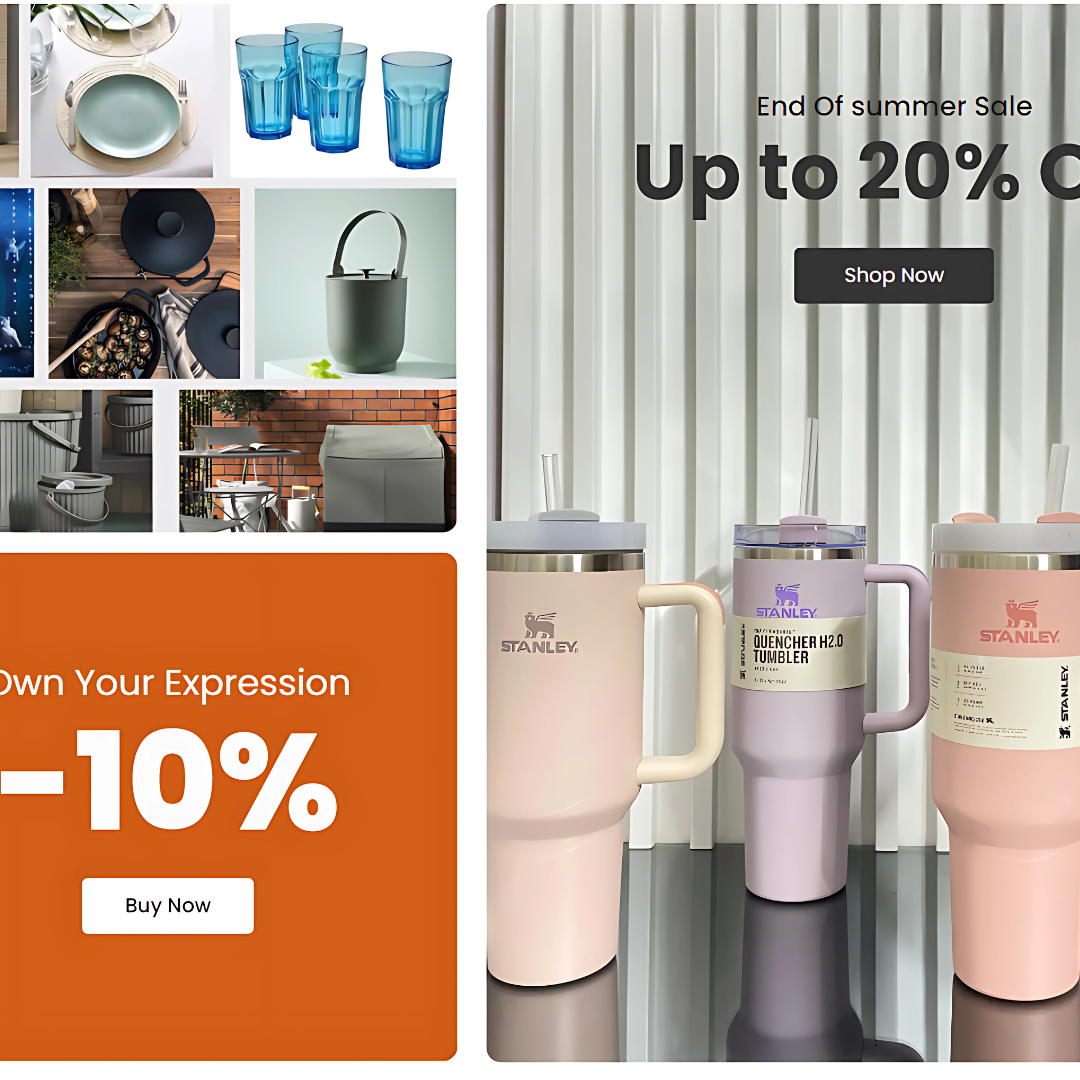 End Of summer Sale
Up to 20%
Shop Now
Own Your Expression
-10%
Buy Now
STANLEY
STANLEY
QUENCHER H2.0
TUMBLER
STANLEY
STANLEY
STANLEY